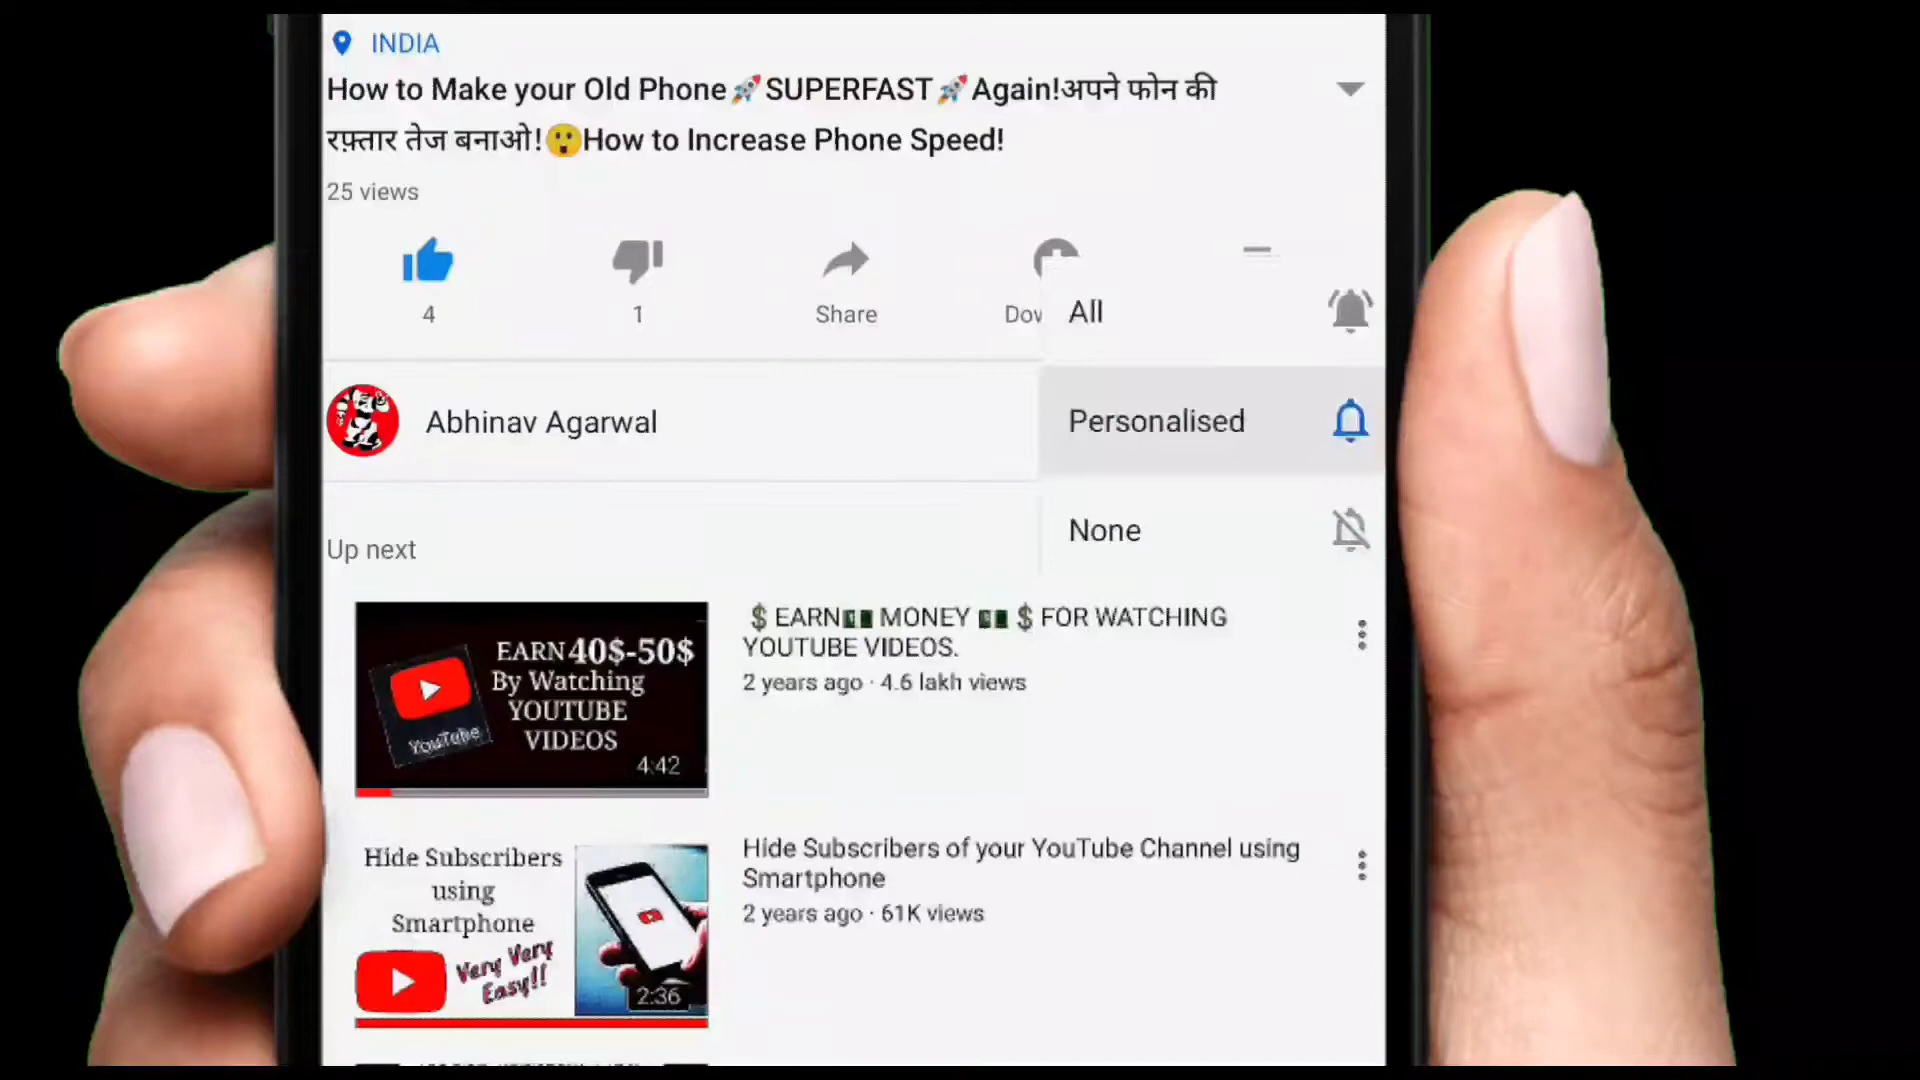 INDIA
How to Make your Old Phone🚀SUPERFAST🚀Again!अपने फोन की
रफ़्तार तेज बनाओ!😲How to Increase Phone Speed!
25 views
4
1
Share
Dow
All
Abhinav Agarwal
Personalised
None
Up next
EARN 40$-50$
By Watching
YOUTUBE
VIDEOS
YouTube
4:42
$ EARN💵 MONEY 💵 $ FOR WATCHING
YOUTUBE VIDEOS.
2 years ago · 4.6 lakh views
Hide Subscribers
using
Smartphone
Very Very
Easy!!
2:36
Hide Subscribers of your YouTube Channel using
Smartphone
2 years ago · 61K views